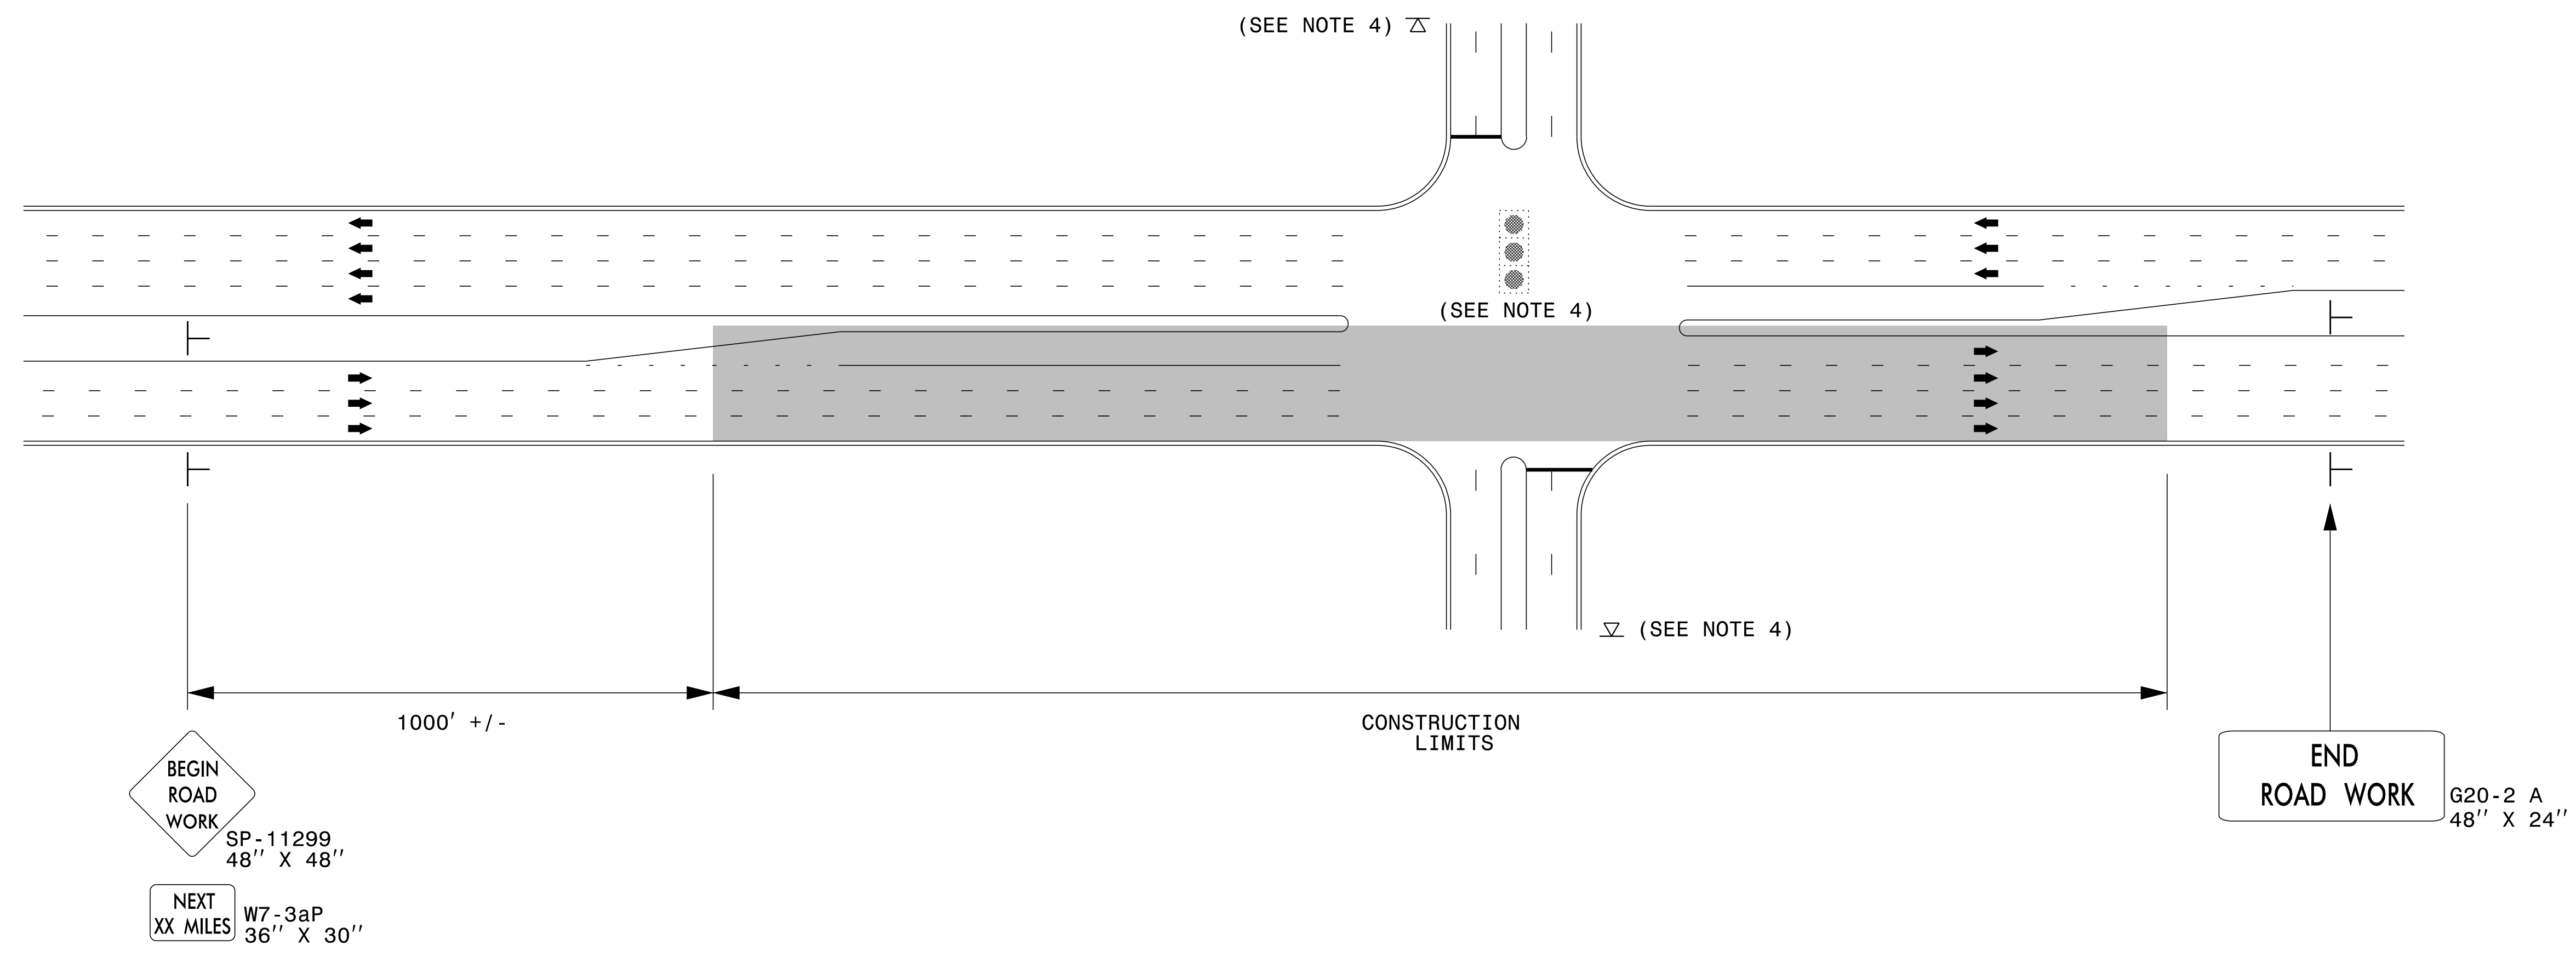 (SEE NOTE 4)
(SEE NOTE 4)
(SEE NOTE 4)
1000' +/-
CONSTRUCTION
LIMITS
BEGIN
ROAD
WORK
SP-11299
48'' X 48''
NEXT
XX MILES
W7-3aP
36'' X 30''
END
ROAD WORK
G20-2 A
48'' X 24''